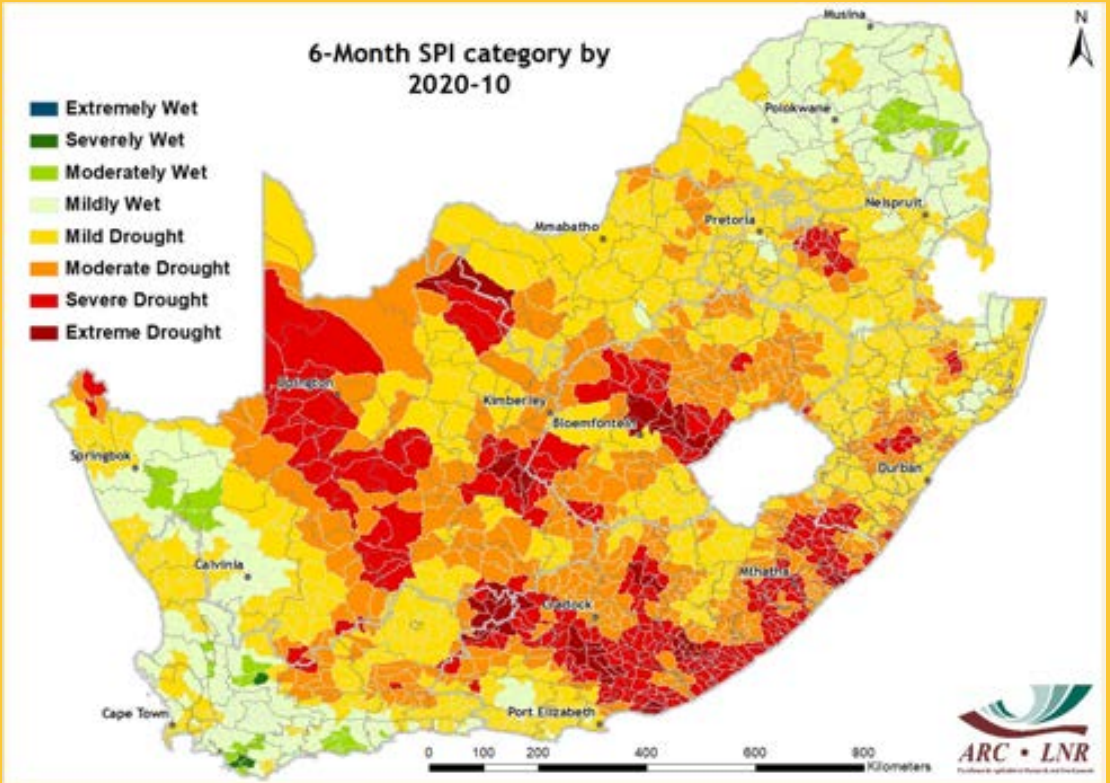 6-Month SPI category by
2020-10
N
Extremely Wet
Severely Wet
Moderately Wet
Mildly Wet
Mild Drought
Moderate Drought
Severe Drought
Extreme Drought
Musina
Polokwane
Nelspruit
Pretoria
Mmabatho
Upington
Kimberley
Bloemfontein
Springbok
Durban
Calvinia
Mthatha
Cradock
Cape Town
Port Elizabeth
0 100 200 400 600 800
Kilometers
ARC • LNR